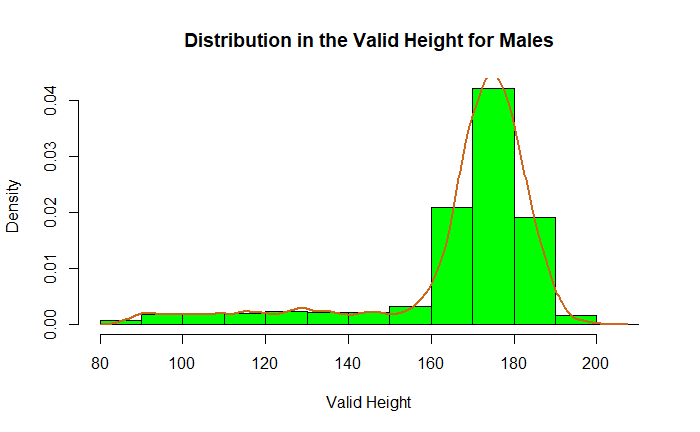 Distribution in the Valid Height for Males
Density
0.04
0.03
0.02
0.01
0.00
80 100 120 140 160 180 200
Valid Height